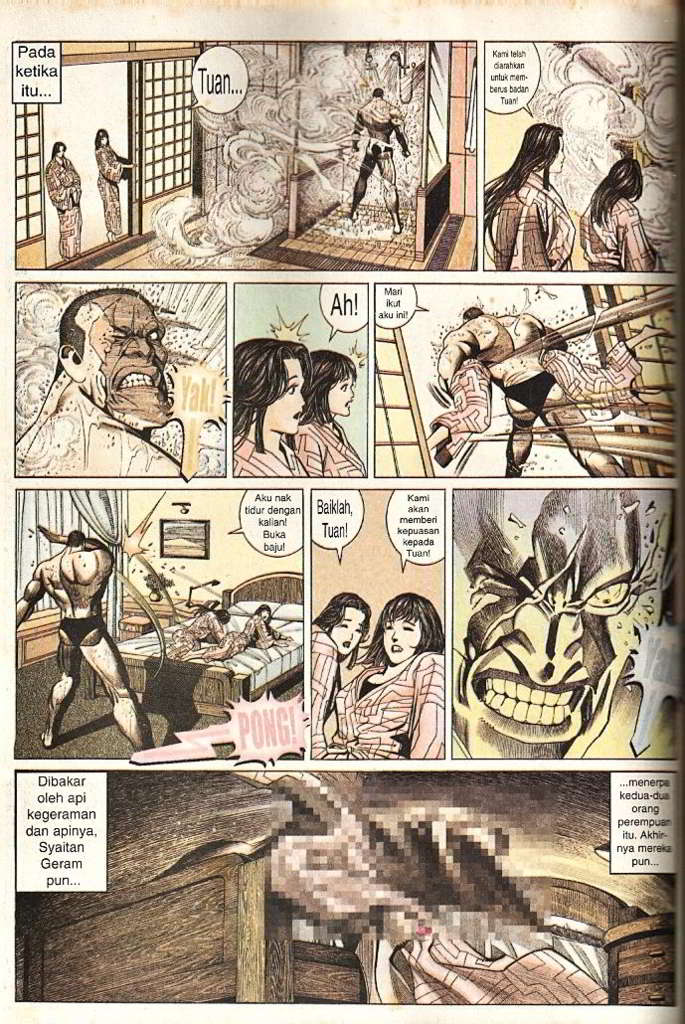 Pada
ketika
itu...
Tuan...
Kami telah
diarahkan
untuk mem-
berus badan
Tuan!
Yak!
Ah!
Mari
ikut
aku ini!
Aku nak
tidur dengan
kalian!
Buka
baju!
PONG!
Baiklah,
Tuan!
Kami
akan
memberi
kepuasan
kepada
Tuan!
Dibakar
oleh api
kegeraman
dan apinya,
Syaitan
Geram
pun...
...menerpa
kedua-dua
orang
perempuan
itu. Akhir-
nya mereka
pun...